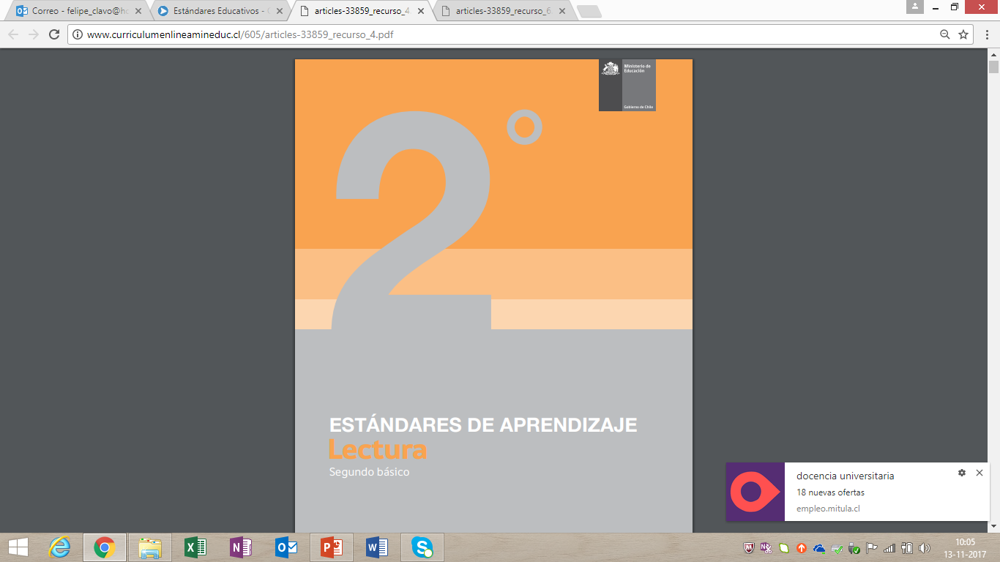 Correo - felipe_clavo@ho
Estándares Educativos - 
articles-33859_recurso_4.
articles-33859_recurso_6
www.curriculumenlineamineduc.cl/605/articles-33859_recurso_4.pdf
Ministerio de
Educación
Gobierno de Chile
2°
ESTÁNDARES DE APRENDIZAJE
Lectura
Segundo básico
docencia universitaria
18 nuevas ofertas
empleo.mitula.cl
10:05
13-11-2017